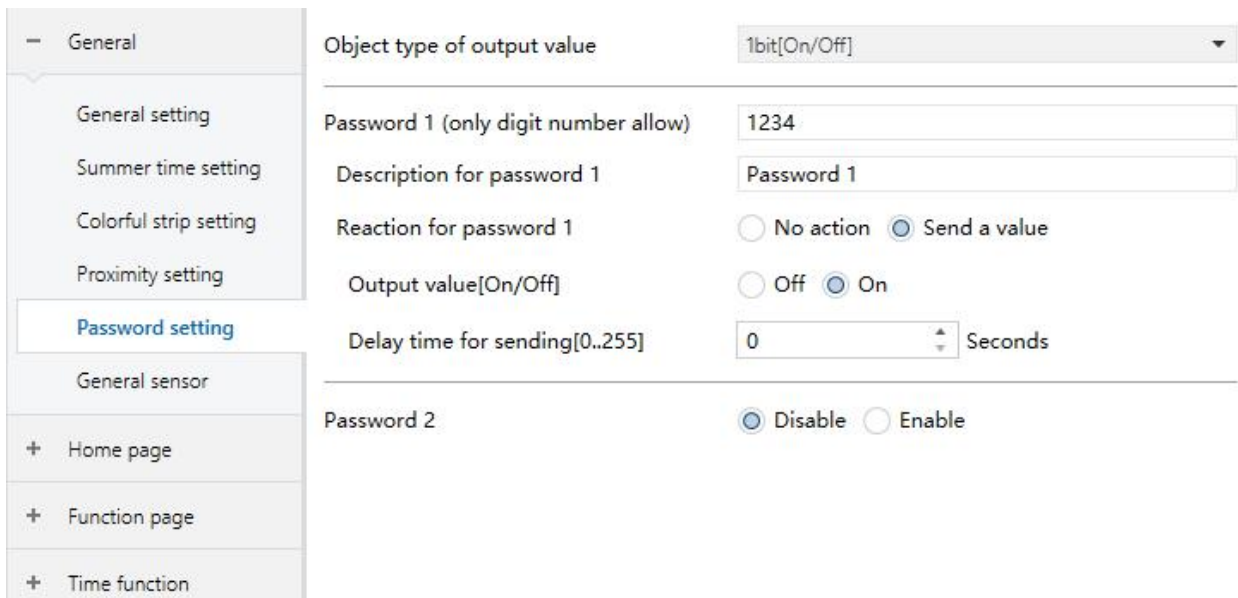 General
General setting
Summer time setting
Colorful strip setting
Proximity setting
Password setting
General sensor
Home page
Function page
Time function
Object type of output value 1bit[On/Off]
Password 1 (only digit number allow) 1234
Description for password 1 Password 1
Reaction for password 1 No action Send a value
Output value[On/Off] Off On
Delay time for sending[0..255] 0 Seconds
Password 2 Disable Enable